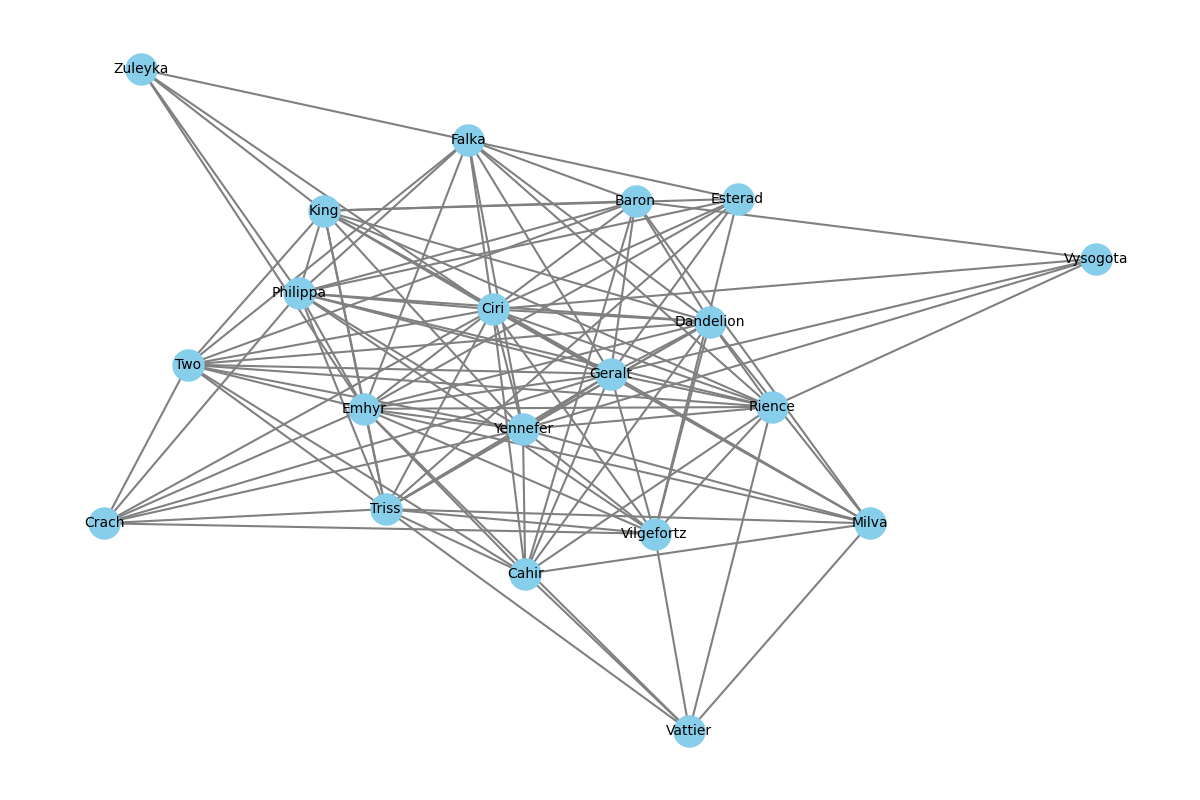 Zuleyka
Falka
Baron
Esterad
King
Vysogota
Philippa
Ciri
Dandelion
Two
Geralt
Emhyr
Rience
Yennefer
Triss
Crach
Vilgefortz
Milva
Cahir
Vattier